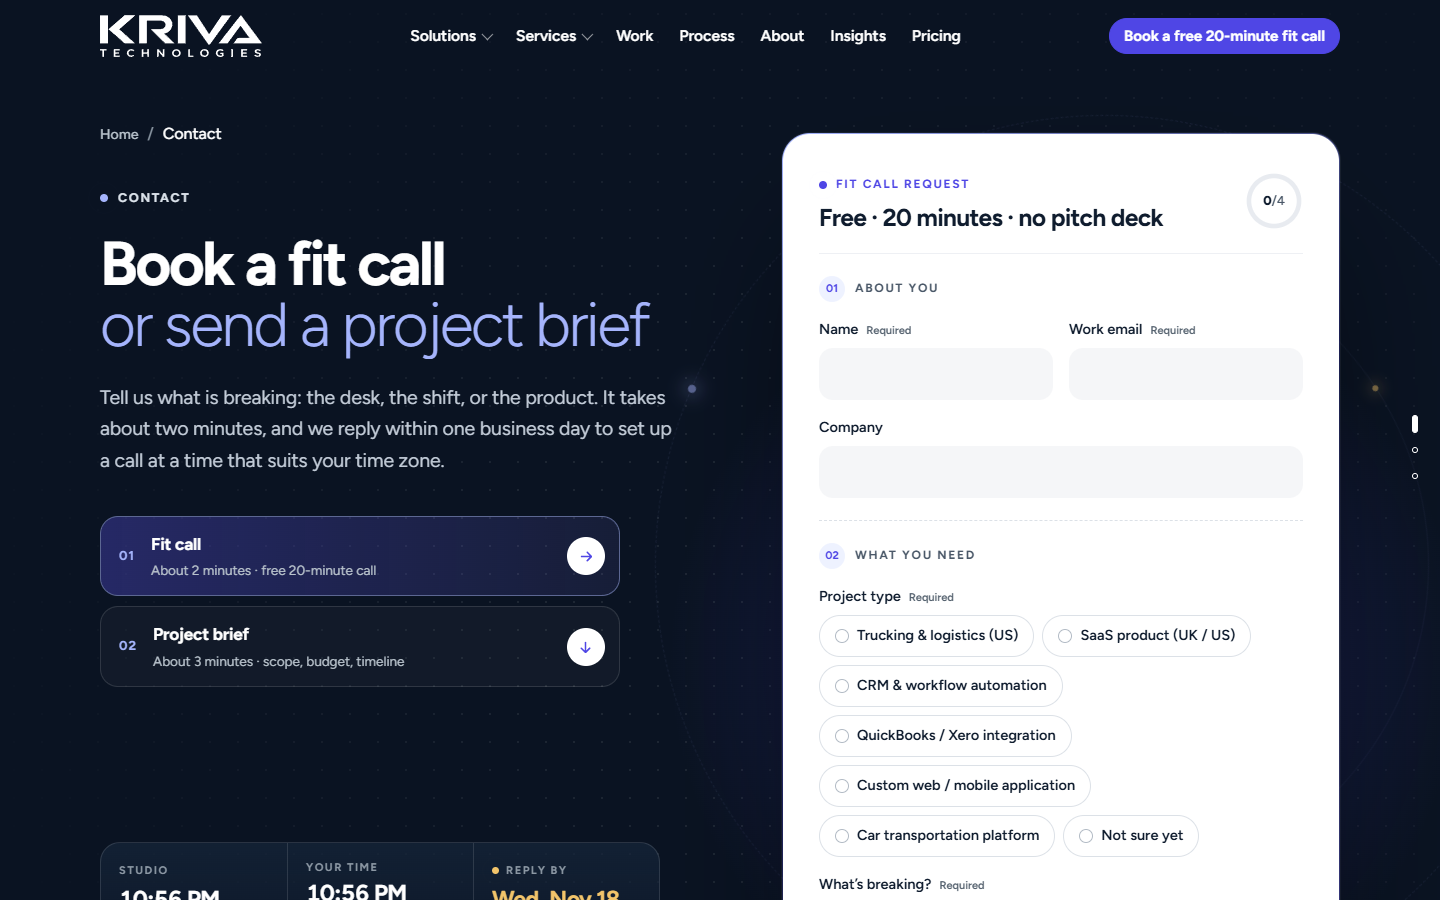 KRIVA
TECHNOLOGIES
Solutions
Services
Work
Process
About
Insights
Pricing
Book a free 20-minute fit call
Home / Contact
CONTACT
Book a fit call
or send a project brief
Tell us what is breaking: the desk, the shift, or the product. It takes
about two minutes, and we reply within one business day to set up
a call at a time that suits your time zone.
01
Fit call
About 2 minutes · free 20-minute call
02
Project brief
About 3 minutes · scope, budget, timeline
STUDIO
10:56 PM
YOUR TIME
10:56 PM
REPLY BY
Wed, Nov 18
FIT CALL REQUEST
Free · 20 minutes · no pitch deck
0/4
01 ABOUT YOU
Name Required
Work email Required
Company
02 WHAT YOU NEED
Project type Required
Trucking & logistics (US)
SaaS product (UK / US)
CRM & workflow automation
QuickBooks / Xero integration
Custom web / mobile application
Car transportation platform
Not sure yet
What's breaking? Required